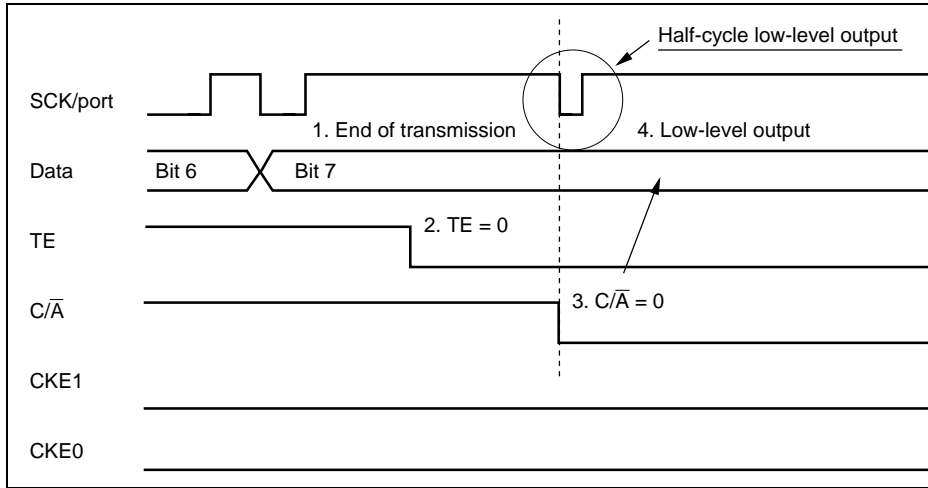 Half-cycle low-level output
SCK/port
1. End of transmission
4. Low-level output
Data
Bit 6
Bit 7
TE
2. TE = 0
C/A̅
3. C/A̅ = 0
CKE1
CKE0